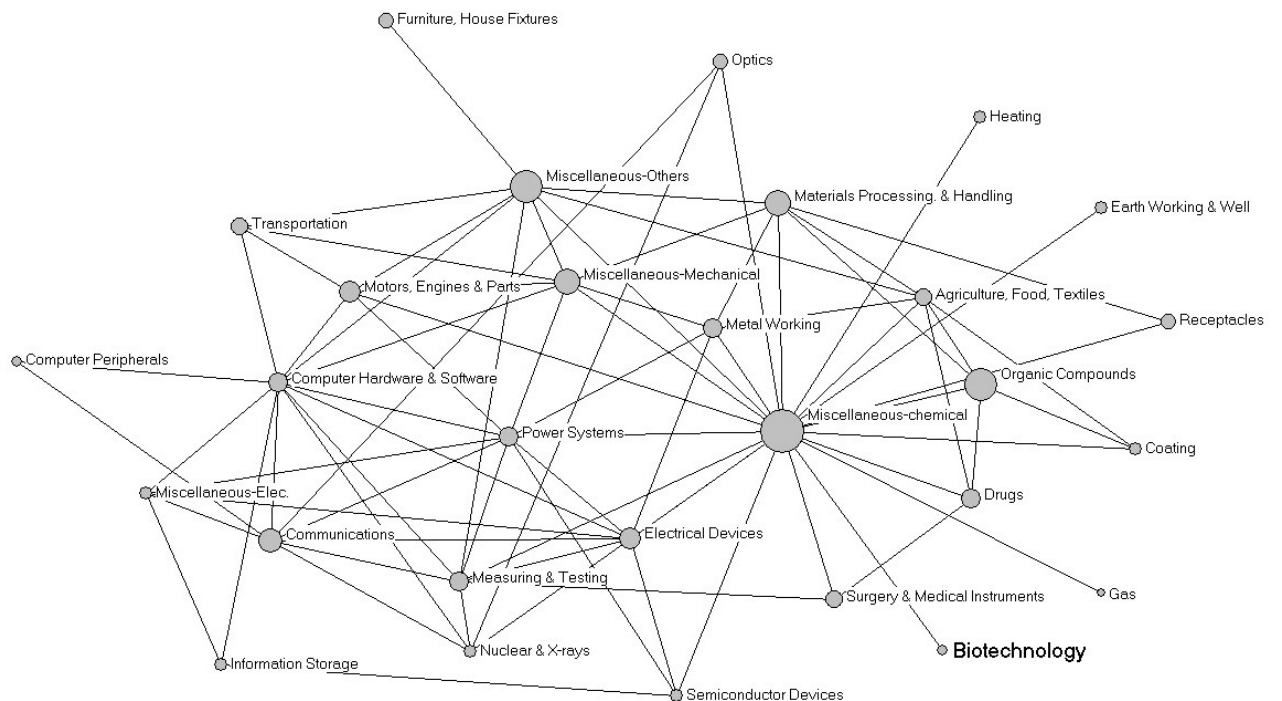 Furniture, House Fixtures
Optics
Heating
Miscellaneous-Others
Materials Processing. & Handling
Earth Working & Well
Transportation
Miscellaneous-Mechanical
Motors, Engines & Parts
Agriculture, Food, Textiles
Metal Working
Receptacles
Computer Peripherals
Computer Hardware & Software
Organic Compounds
Miscellaneous-chemical
Power Systems
Coating
Miscellaneous-Elec.
Drugs
Communications
Electrical Devices
Measuring & Testing
Surgery & Medical Instruments
Gas
Nuclear & X-rays
Biotechnology
Information Storage
Semiconductor Devices